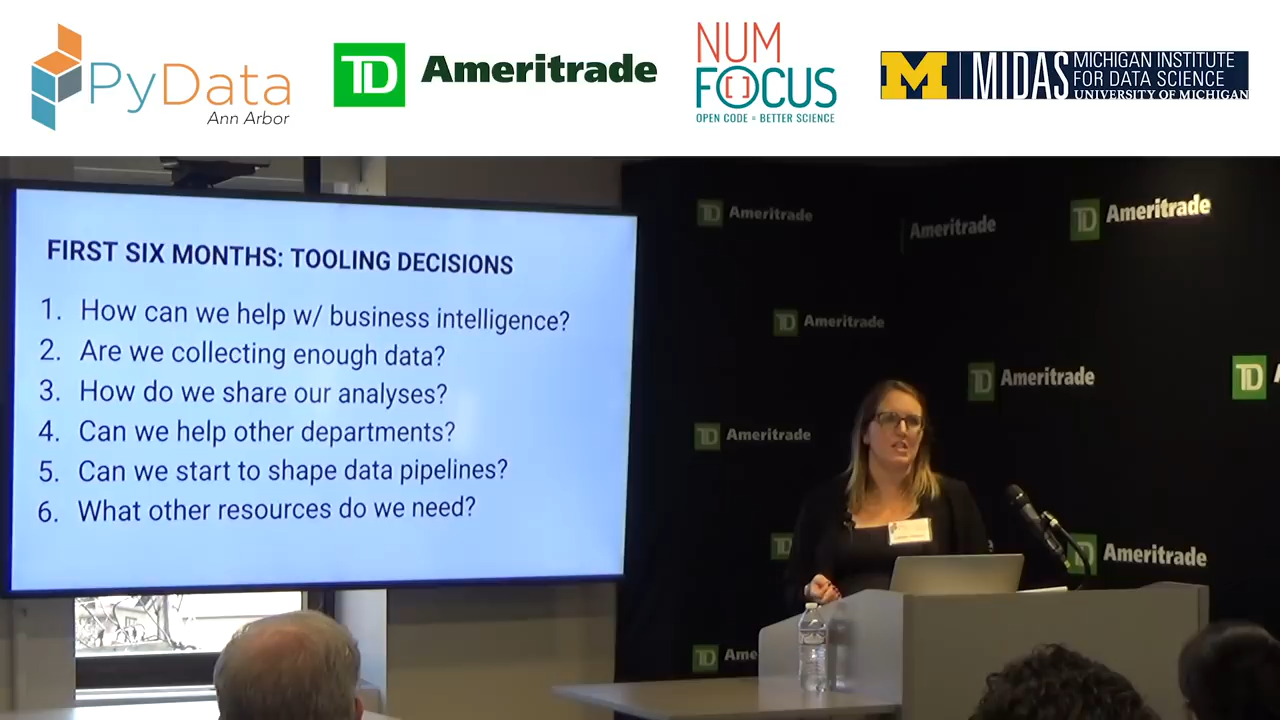 PyData
Ann Arbor
TD Ameritrade
NUM
FOCUS
OPEN CODE = BETTER SCIENCE
M MIDAS
MICHIGAN INSTITUTE
FOR DATA SCIENCE
UNIVERSITY OF MICHIGAN
FIRST SIX MONTHS: TOOLING DECISIONS
1. How can we help w/ business intelligence?
2. Are we collecting enough data?
3. How do we share our analyses?
4. Can we help other departments?
5. Can we start to shape data pipelines?
6. What other resources do we need?
TD Ameritrade
Ameritrade
TD Ameritrade
TD Ameritrade
TD Ameritrade
TD
TD Ameritrade
TD
TD Ameritrade
TD Ame